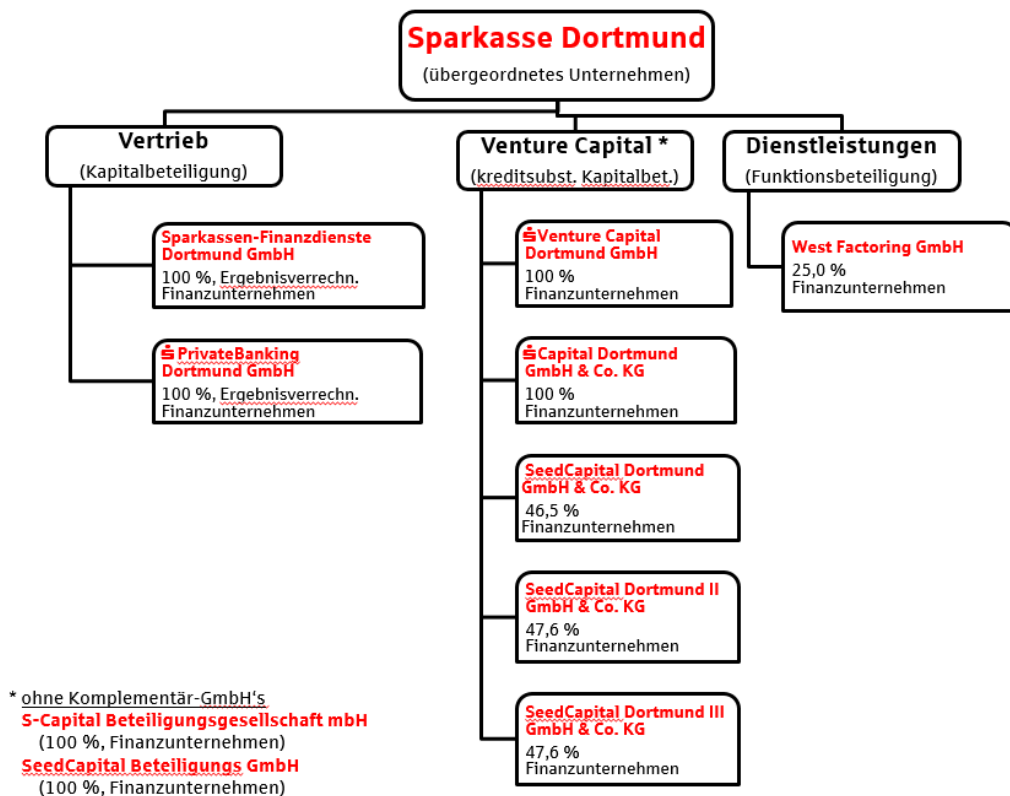 Sparkasse Dortmund
(übergeordnetes Unternehmen)
Vertrieb
(Kapitalbeteiligung)
Sparkassen-Finanzdienste
Dortmund GmbH
100 %, Ergebnisverrechn.
Finanzunternehmen
PrivateBanking
Dortmund GmbH
100 %, Ergebnisverrechn.
Finanzunternehmen
Venture Capital *
(kreditsubst. Kapitalbet.)
Venture Capital
Dortmund GmbH
100 %
Finanzunternehmen
Capital Dortmund
GmbH & Co. KG
100 %
Finanzunternehmen
SeedCapital Dortmund
GmbH & Co. KG
46,5 %
Finanzunternehmen
SeedCapital Dortmund II
GmbH & Co. KG
47,6 %
Finanzunternehmen
SeedCapital Dortmund III
GmbH & Co. KG
47,6 %
Finanzunternehmen
Dienstleistungen
(Funktionsbeteiligung)
West Factoring GmbH
25,0 %
Finanzunternehmen
* ohne Komplementär-GmbH‘s
S-Capital Beteiligungsgesellschaft mbH
(100 %, Finanzunternehmen)
SeedCapital Beteiligungs GmbH
(100 %, Finanzunternehmen)